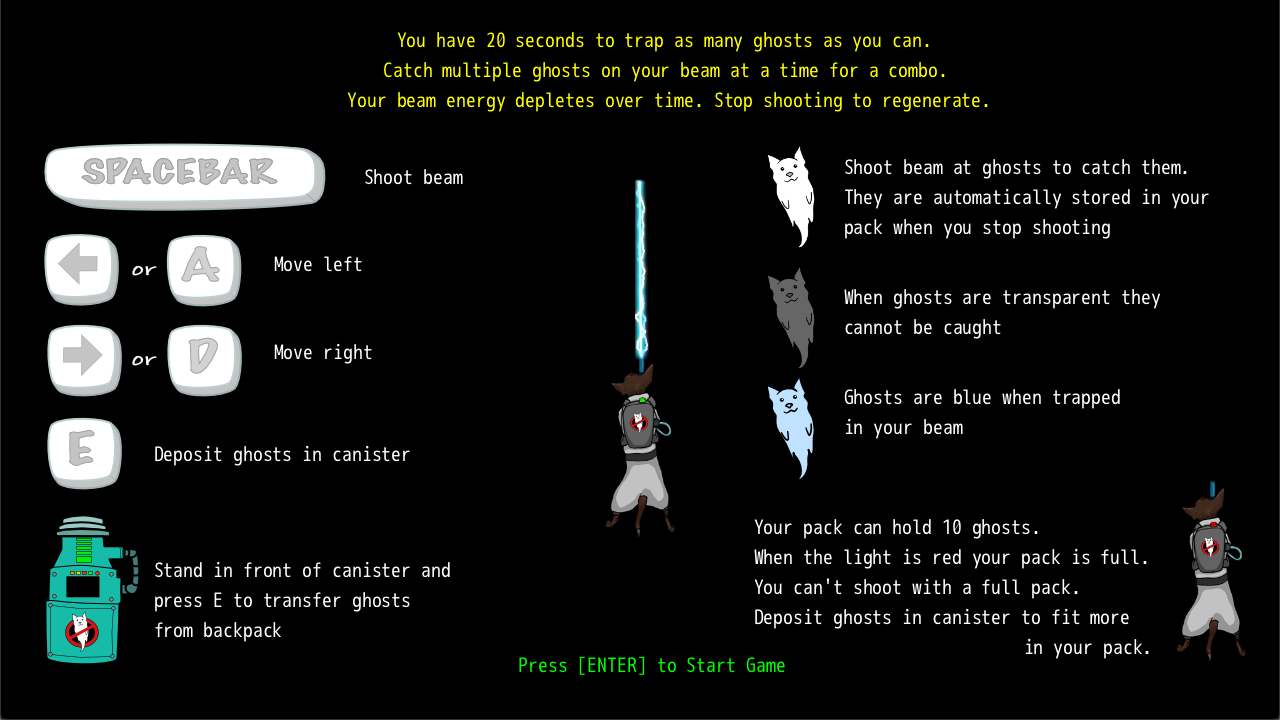 You have 20 seconds to trap as many ghosts as you can.
Catch multiple ghosts on your beam at a time for a combo.
Your beam energy depletes over time. Stop shooting to regenerate.
SPACEBAR
Shoot beam
or A
Move left
or D
Move right
E
Deposit ghosts in canister
Stand in front of canister and
press E to transfer ghosts
from backpack
Shoot beam at ghosts to catch them.
They are automatically stored in your
pack when you stop shooting
When ghosts are transparent they
cannot be caught
Ghosts are blue when trapped
in your beam
Your pack can hold 10 ghosts.
When the light is red your pack is full.
You can't shoot with a full pack.
Deposit ghosts in canister to fit more
in your pack.
Press [ENTER] to Start Game